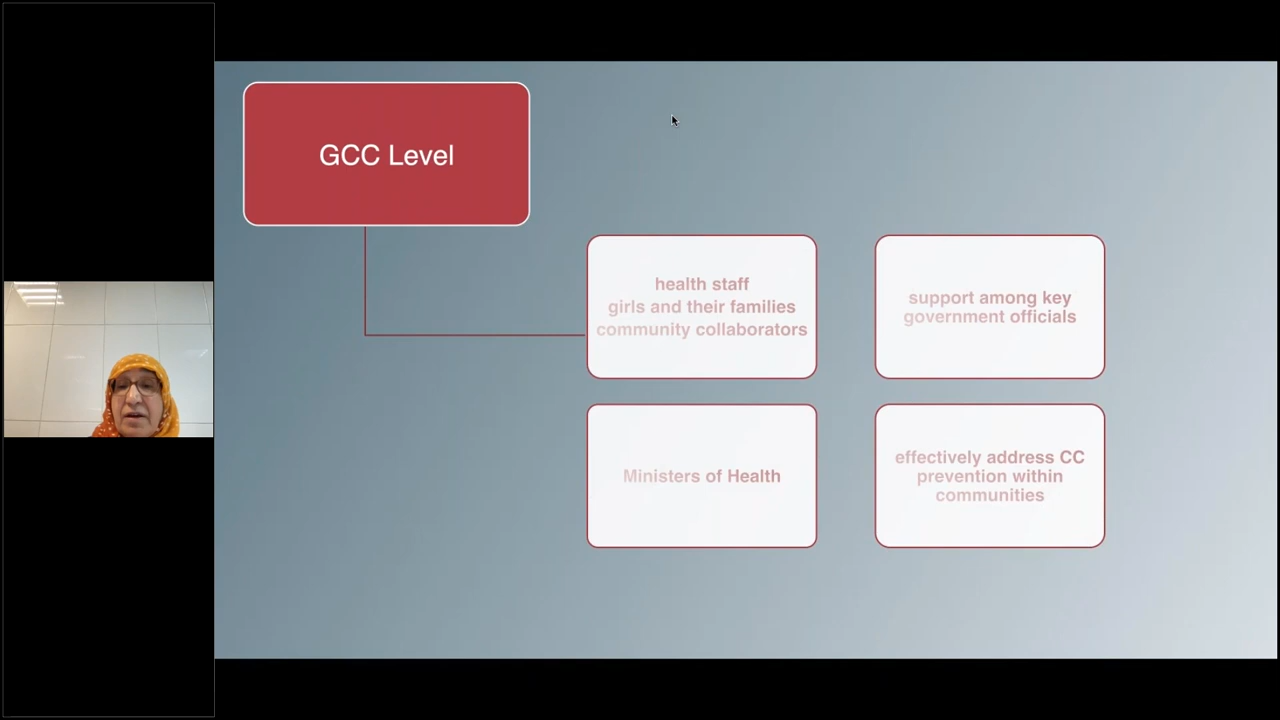 GCC Level
health staff
girls and their families
community collaborators
support among key
government officials
Ministers of Health
effectively address CC
prevention within
communities